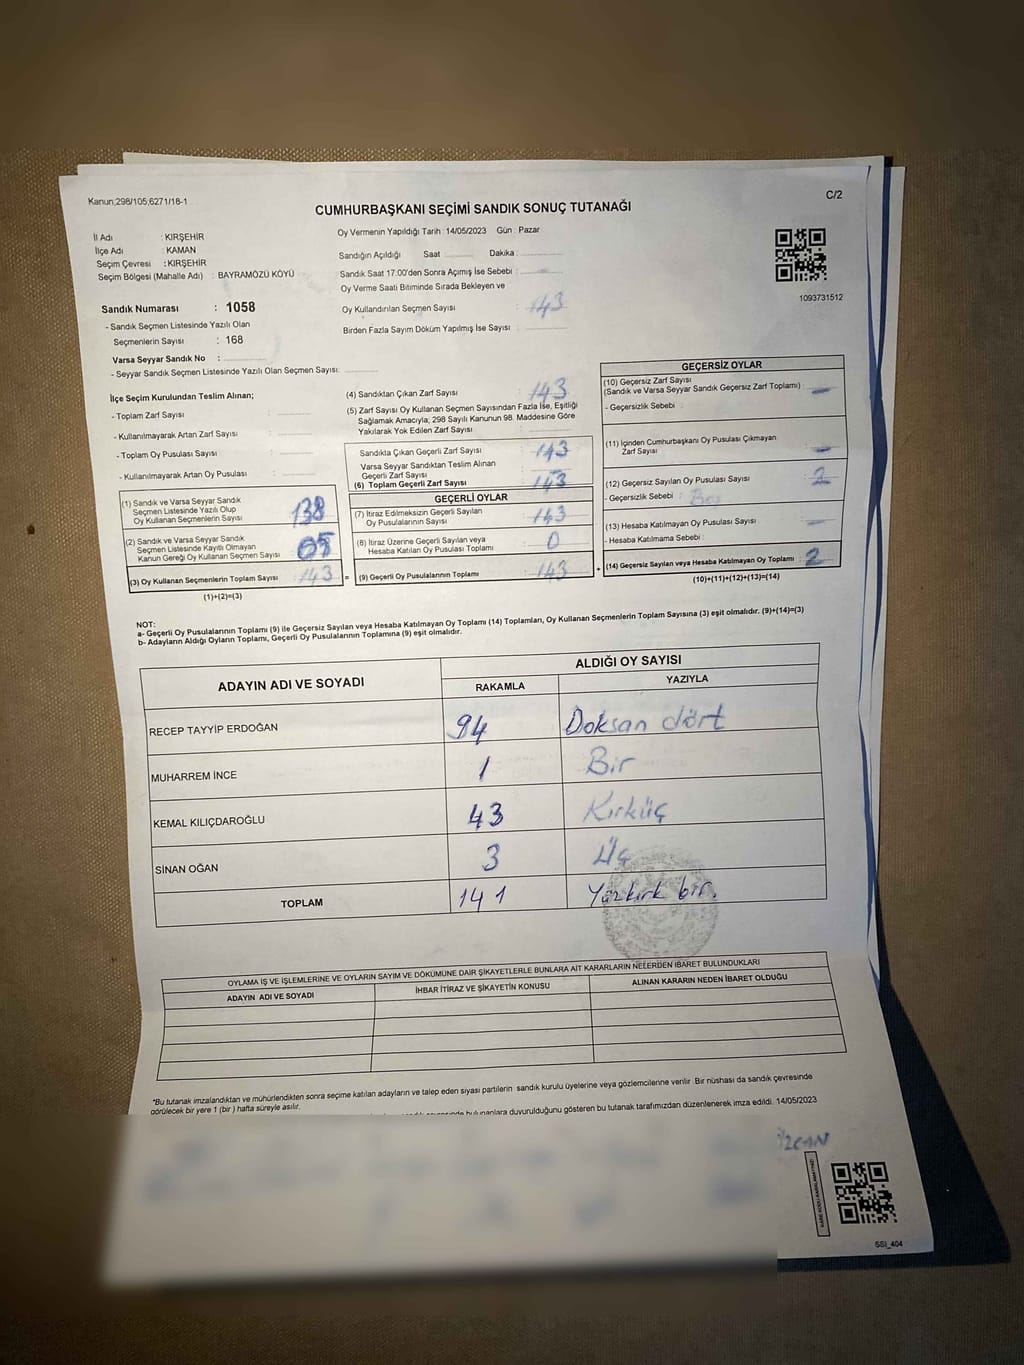 Kanun;298/105,6271/18-1
C/2
CUMHURBAŞKANI SEÇİMİ SANDIK SONUÇ TUTANAĞI
İl Adı : KIRŞEHİR
İlçe Adı : KAMAN
Seçim Çevresi : KIRŞEHİR
Seçim Bölgesi (Mahalle Adı) : BAYRAMÖZÜ KÖYÜ
Oy Vermenin Yapıldığı Tarih : 14/05/2023 Gün : Pazar
Sandığın Açıldığı Saat Dakika :
Sandık Saat 17.00'den Sonra Açımış İse Sebebi :
Oy Verme Saati Bitiminde Sırada Bekleyen ve
Oy Kullandırılan Seçmen Sayısı : 143
Birden Fazla Sayım Döküm Yapılmış İse Sayısı :
1093731512
Sandık Numarası : 1058
- Sandık Seçmen Listesinde Yazılı Olan
Seçmenlerin Sayısı : 168
Varsa Seyyar Sandık No :
- Seyyar Sandık Seçmen Listesinde Yazılı Olan Seçmen Sayısı:
İlçe Seçim Kurulundan Teslim Alınan;
- Toplam Zarf Sayısı :
- Kullanılmayarak Artan Zarf Sayısı :
- Toplam Oy Pusulası Sayısı :
- Kullanılmayarak Artan Oy Pusulası :
(1) Sandık ve Varsa Seyyar Sandık
Seçmen Listesinde Yazılı Olup
Oy Kullanan Seçmenlerin Sayısı 138
(2) Sandık ve Varsa Seyyar Sandık
Seçmen Listesinde Kayıtlı Olmayan
Kanun Gereği Oy Kullanan Seçmen Sayısı
(3) Oy Kullanan Seçmenlerin Toplam Sayısı : 143 =
(1)+(2)=(3)
(4) Sandıktan Çıkan Zarf Sayısı : 143
(5) Zarf Sayısı Oy Kullanan Seçmen Sayısından Fazla İse, Eşitliği
Sağlamak Amacıyla; 298 Sayılı Kanunun 98. Maddesine Göre
Yakılarak Yok Edilen Zarf Sayısı :
Sandıkta Çıkan Geçerli Zarf Sayısı : 143
Varsa Seyyar Sandıktan Teslim Alınan
Geçerli Zarf Sayısı
(6) Toplam Geçerli Zarf Sayısı 143
GEÇERLİ OYLAR
(7) İtiraz Edilmeksizin Geçerli Sayılan
Oy Pusulalarının Sayısı : 143
(8) İtiraz Üzerine Geçerli Sayılan veya
Hesaba Katılan Oy Pusulası Toplamı : 0
(9) Geçerli Oy Pusulalarının Toplamı : 143 +
GEÇERSİZ OYLAR
(10) Geçersiz Zarf Sayısı
(Sandık ve Varsa Seyyar Sandık Geçersiz Zarf Toplamı) : -
- Geçersizlik Sebebi :
(11) İçinden Cumhurbaşkanı Oy Pusulası Çıkmayan
Zarf Sayısı : -
(12) Geçersiz Sayılan Oy Pusulası Sayısı : 2
- Geçersizlik Sebebi : Boş
(13) Hesaba Katılmayan Oy Pusulası Sayısı : -
- Hesaba Katılmama Sebebi :
(14) Geçersiz Sayılan veya Hesaba Katılmayan Oy Toplamı : 2
(10)+(11)+(12)+(13)=(14)
NOT:
a- Geçerli Oy Pusulalarının Toplamı (9) ile Geçersiz Sayılan veya Hesaba Katılmayan Oy Toplamı (14) Toplamları, Oy Kullanan Seçmenlerin Toplam Sayısına (3) eşit olmalıdır. (9)+(14)=(3)
b- Adayların Aldığı Oyların Toplamı, Geçerli Oy Pusulalarının Toplamına (9) eşit olmalıdır.
ADAYIN ADI VE SOYADI ALDIĞI OY SAYISI
RAKAMLA YAZIYLA
RECEP TAYYİP ERDOĞAN 94 Doksan dört
MUHARREM İNCE 1 Bir
KEMAL KILIÇDAROĞLU 43 Kırküç
SİNAN OĞAN 3 Üç
TOPLAM 141 Yüzkırk bir.
OYLAMA İŞ VE İŞLEMLERİNE VE OYLARIN SAYIM VE DÖKÜMÜNE DAİR ŞİKAYETLERLE BUNLARA AİT KARARLARIN NELERDEN İBARET BULUNDUKLARI
ADAYIN ADI VE SOYADI İHBAR İTİRAZ VE ŞİKAYETİN KONUSU ALINAN KARARIN NEDEN İBARET OLDUĞU
*Bu tutanak imzalandıktan ve mühürlendikten sonra seçime katılan adayların ve talep eden siyasi partilerin sandık kurulu üyelerine veya gözlemcilerine verilir. Bir nüshası da sandık çevresinde
görülecek bir yere 1 (bir) hafta süreyle asılır.
bulunanlara duyurulduğunu gösteren bu tutanak tarafımızdan düzenlenerek imza edildi. 14/05/2023
KARE KODU KARALAMAYINIZ!
SSİ_404